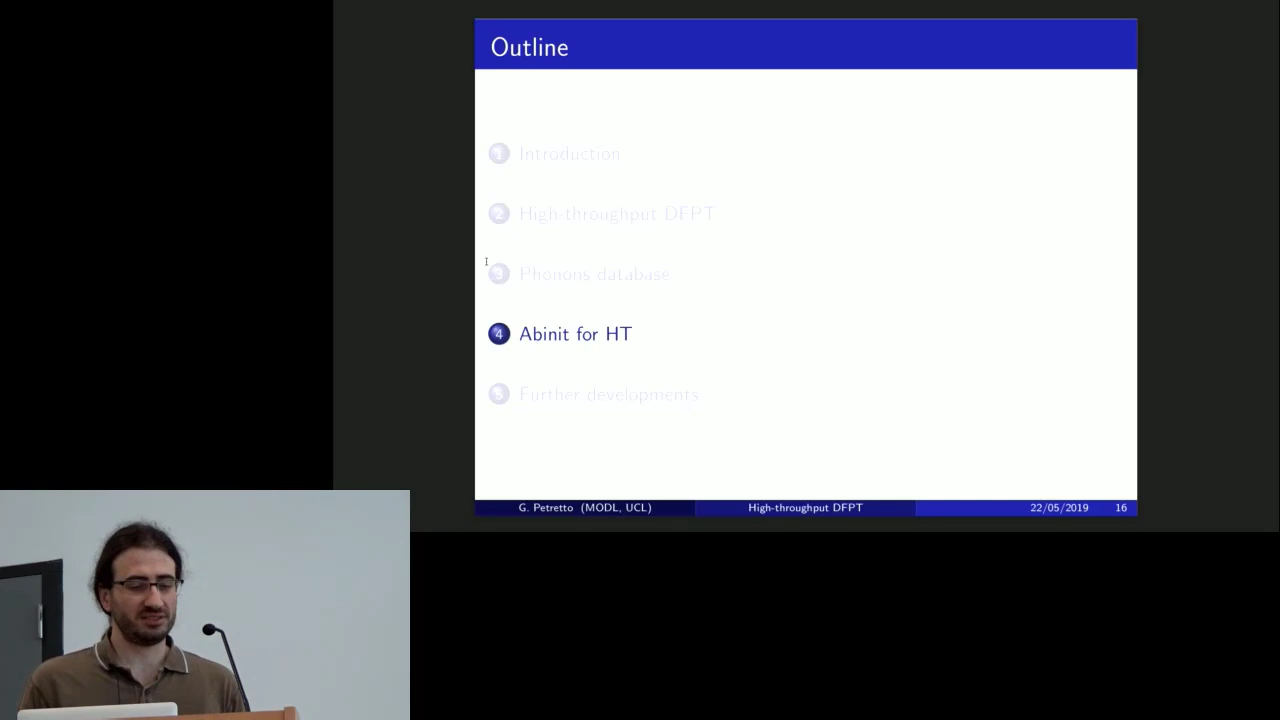 Outline
1 Introduction
2 High-throughput DFPT
3 Phonons database
4 Abinit for HT
5 Further developments
G. Petretto (MODL, UCL) High-throughput DFPT 22/05/2019 16